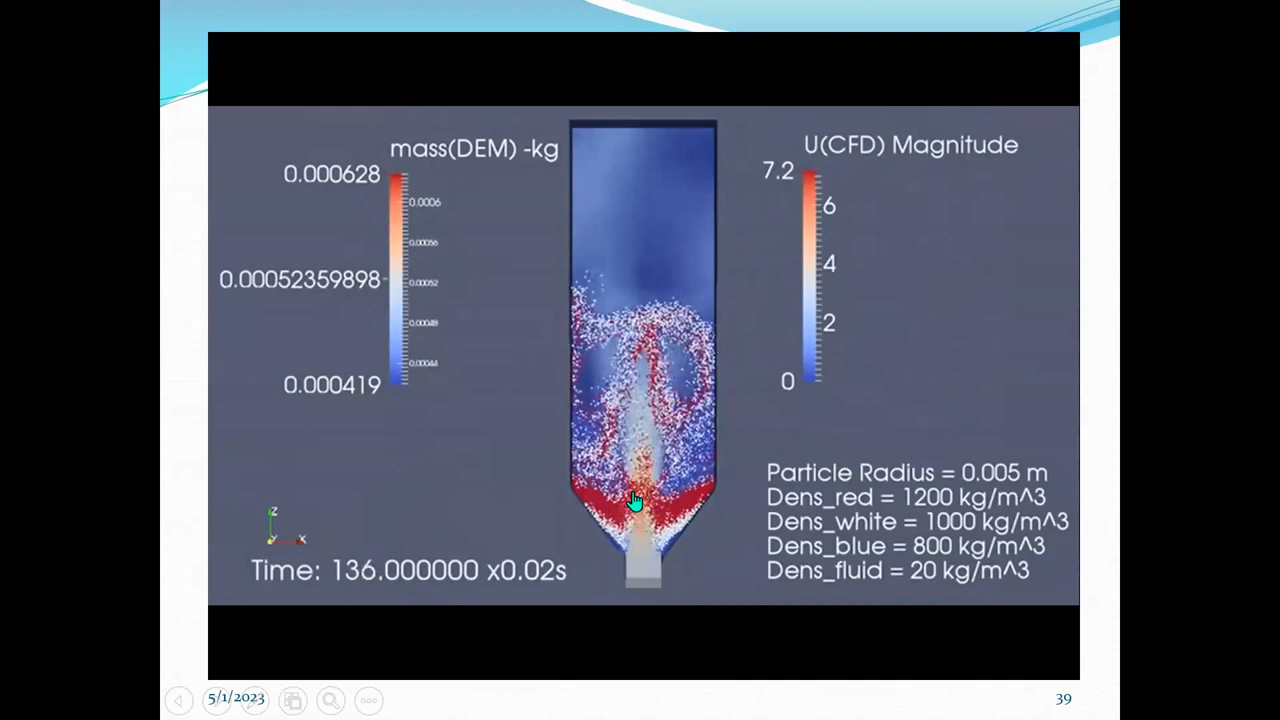 mass(DEM) -kg
0.000628
0.0006
0.00056
0.00052359898
0.00052
0.00048
0.00044
0.000419
U(CFD) Magnitude
7.2
6
4
2
0
Particle Radius = 0.005 m
Dens_red = 1200 kg/m^3
Dens_white = 1000 kg/m^3
Dens_blue = 800 kg/m^3
Dens_fluid = 20 kg/m^3
Z
Y
X
Time: 136.000000 x0.02s
5/1/2023
39